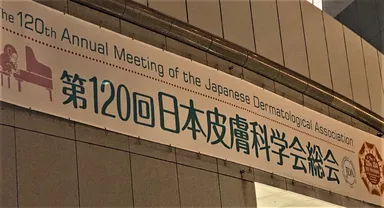 The 120th Annual Meeting of the Japanese Dermatological Association
第120回日本皮膚科学会総会